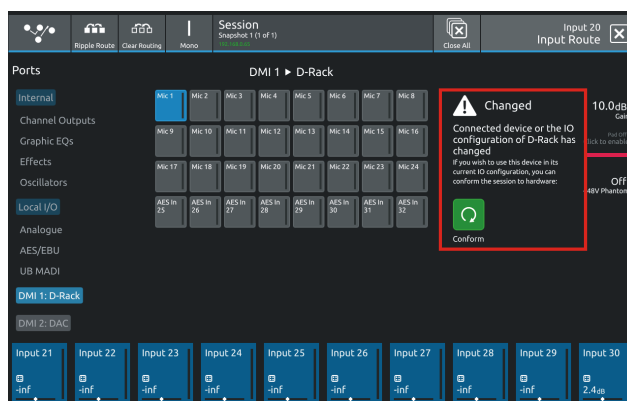 Ripple Route
Clear Routing
Mono
Session
Snapshot 1 (1 of 1)
Close All
Input 20
Input Route
Ports
DMI 1 ► D-Rack
Internal
Channel Outputs
Graphic EQs
Effects
Oscillators
Local I/O
Analogue
AES/EBU
UB MADI
DMI 1: D-Rack
DMI 2: DAC
Mic 1 Mic 2 Mic 3 Mic 4 Mic 5 Mic 6 Mic 7 Mic 8
Mic 9 Mic 10 Mic 11 Mic 12 Mic 13 Mic 14 Mic 15 Mic 16
Mic 17 Mic 18 Mic 19 Mic 20 Mic 21 Mic 22 Mic 23 Mic 24
AES In AES In AES In AES In AES In AES In AES In AES In
25 26 27 28 29 30 31 32
Changed
Connected device or the IO
configuration of D-Rack has
changed
If you wish to use this device in its
current IO configuration, you can
conform the session to hardware:
Conform
10.0dB
Gain
Pad Off
click to enable
Off
48V Phantom
Input 21 Input 22 Input 23 Input 24 Input 25 Input 26 Input 27 Input 28 Input 29 Input 30
-inf -inf -inf -inf -inf -inf -inf -inf -inf 2.4dB